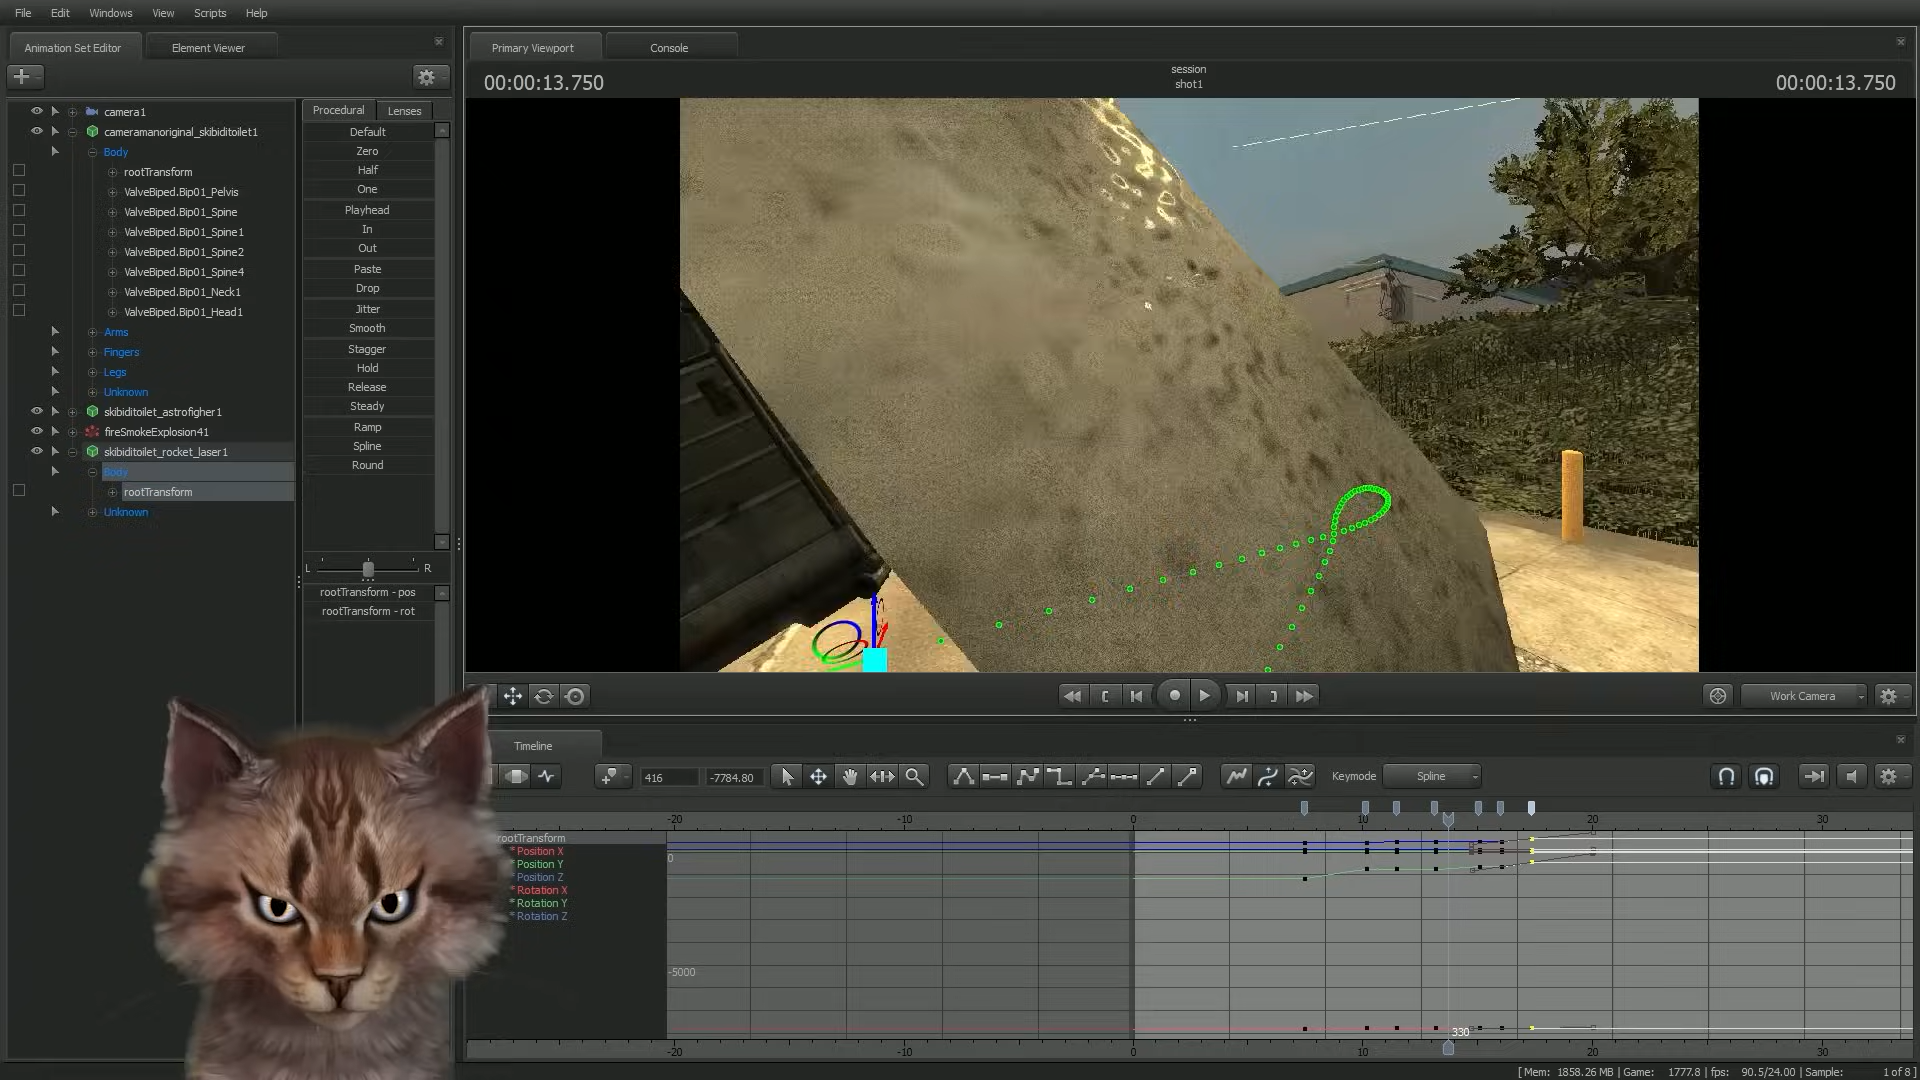 File Edit Windows View Scripts Help
Animation Set Editor Element Viewer
Primary Viewport Console
00:00:13.750
session
shot1
00:00:13.750
camera1
cameramanoriginal_skibiditoilet1
Body
rootTransform
ValveBiped.Bip01_Pelvis
ValveBiped.Bip01_Spine
ValveBiped.Bip01_Spine1
ValveBiped.Bip01_Spine2
ValveBiped.Bip01_Spine4
ValveBiped.Bip01_Neck1
ValveBiped.Bip01_Head1
Arms
Fingers
Legs
Unknown
skibiditoilet_astrofigher1
fireSmokeExplosion41
skibiditoilet_rocket_laser1
Body
rootTransform
Unknown
Procedural Lenses
Default
Zero
Half
One
Playhead
In
Out
Paste
Drop
Jitter
Smooth
Stagger
Hold
Release
Steady
Ramp
Spline
Round
L R
rootTransform - pos
rootTransform - rot
Work Camera
Timeline
416 -7784.80
Keymode Spline
-20 -10 0 10 20 30
rootTransform
*Position X
*Position Y
*Position Z
*Rotation X
*Rotation Y
*Rotation Z
0
-5000
330
-20 -10 0 10 20 30
[ Mem: 1858.26 MB | Game: 1777.8 | fps: 90.5/24.00 | Sample: 1 of 8 ]